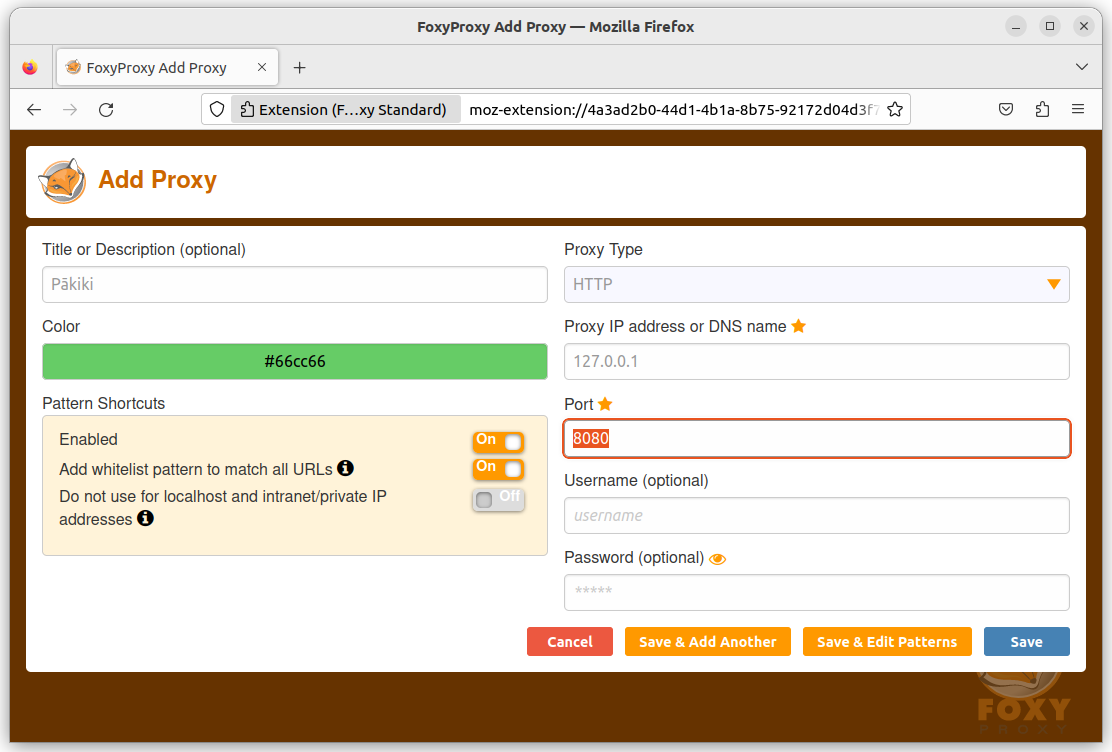 FoxyProxy Add Proxy — Mozilla Firefox
FoxyProxy Add Proxy
Extension (F…xy Standard) moz-extension://4a3ad2b0-44d1-4b1a-8b75-92172d04d3f7
Add Proxy
Title or Description (optional)
Pākiki
Color
#66cc66
Pattern Shortcuts
Enabled On
Add whitelist pattern to match all URLs On
Do not use for localhost and intranet/private IP Off
addresses
Proxy Type
HTTP
Proxy IP address or DNS name
127.0.0.1
Port
8080
Username (optional)
username
Password (optional)
*****
Cancel Save & Add Another Save & Edit Patterns Save
FOXY
PROXY